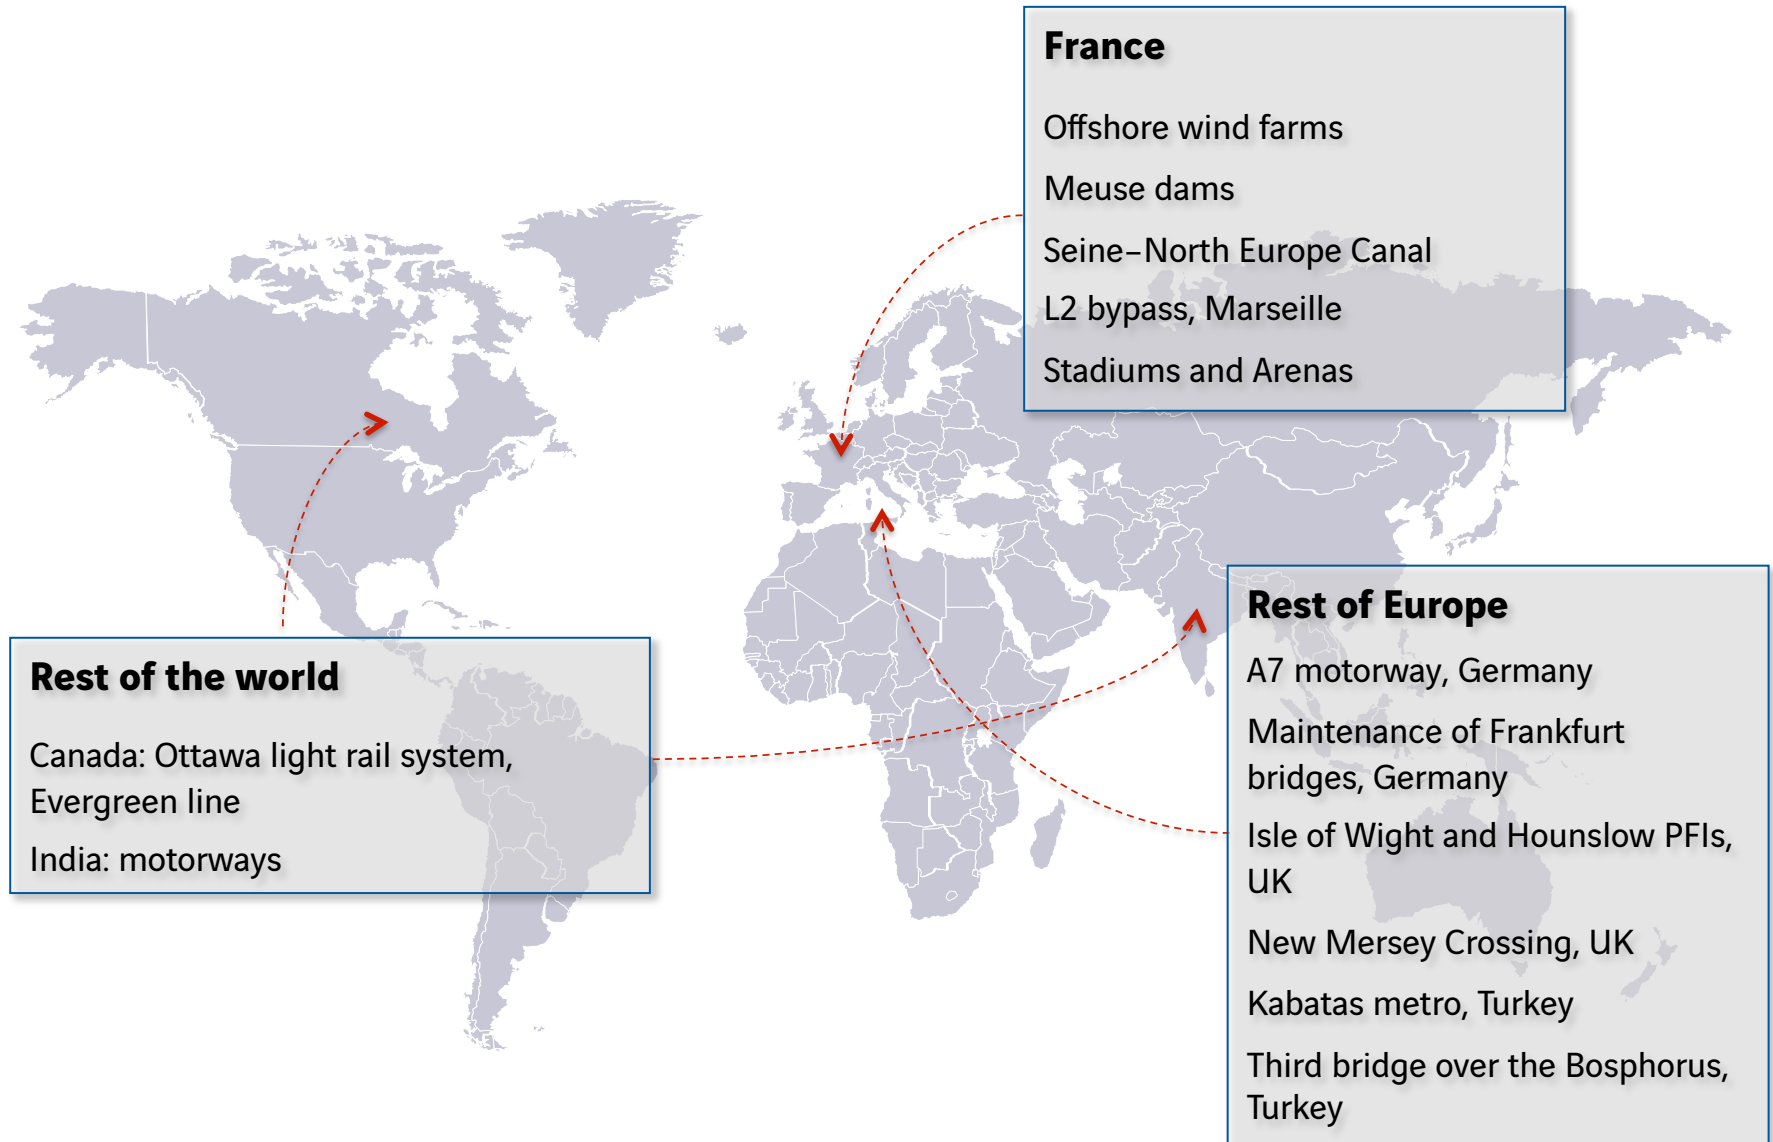 France
Offshore wind farms
Meuse dams
Seine–North Europe Canal
L2 bypass, Marseille
Stadiums and Arenas
Rest of the world
Canada: Ottawa light rail system,
Evergreen line
India: motorways
Rest of Europe
A7 motorway, Germany
Maintenance of Frankfurt
bridges, Germany
Isle of Wight and Hounslow PFIs,
UK
New Mersey Crossing, UK
Kabatas metro, Turkey
Third bridge over the Bosphorus,
Turkey